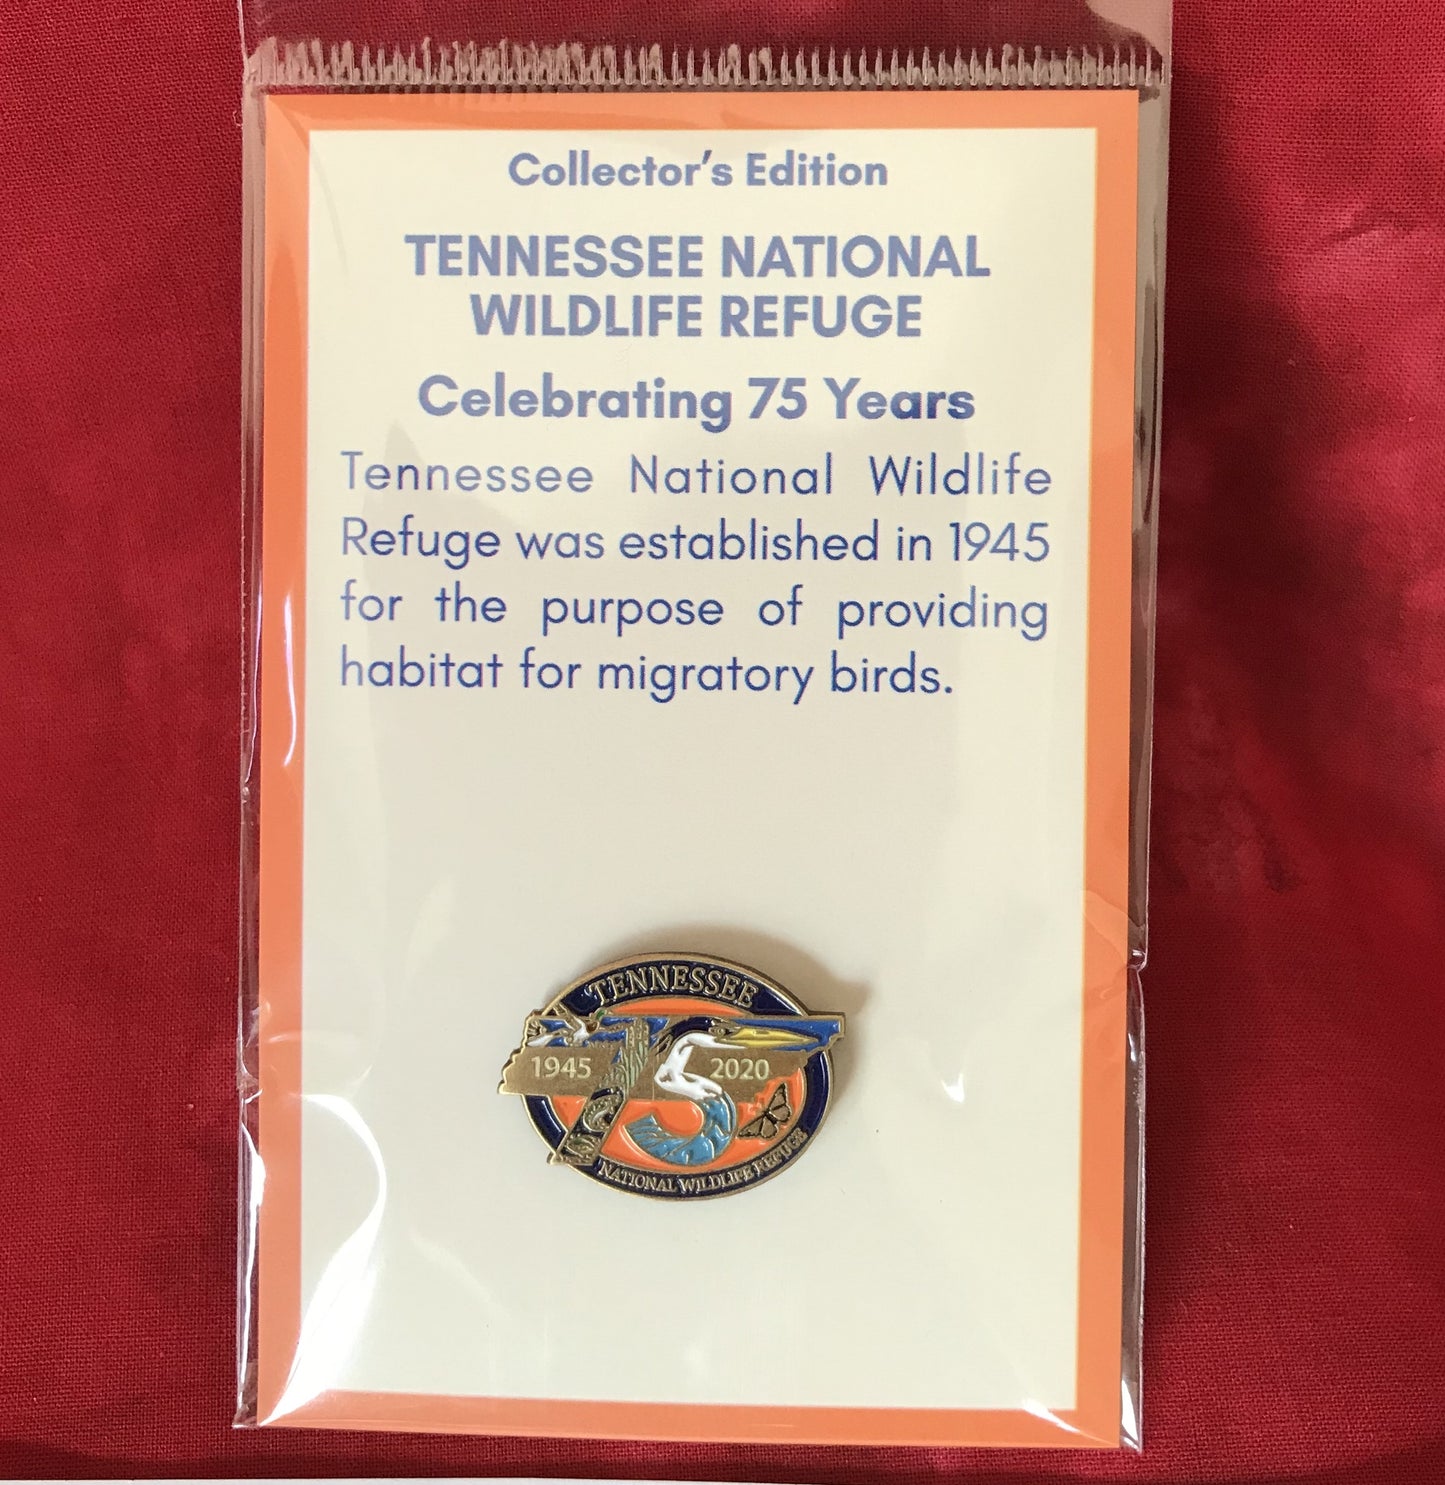 Collector's Edition
TENNESSEE NATIONAL
WILDLIFE REFUGE
Celebrating 75 Years
Tennessee National Wildlife
Refuge was established in 1945
for the purpose of providing
habitat for migratory birds.
TENNESSEE
75
1945 2020
NATIONAL WILDLIFE REFUGE